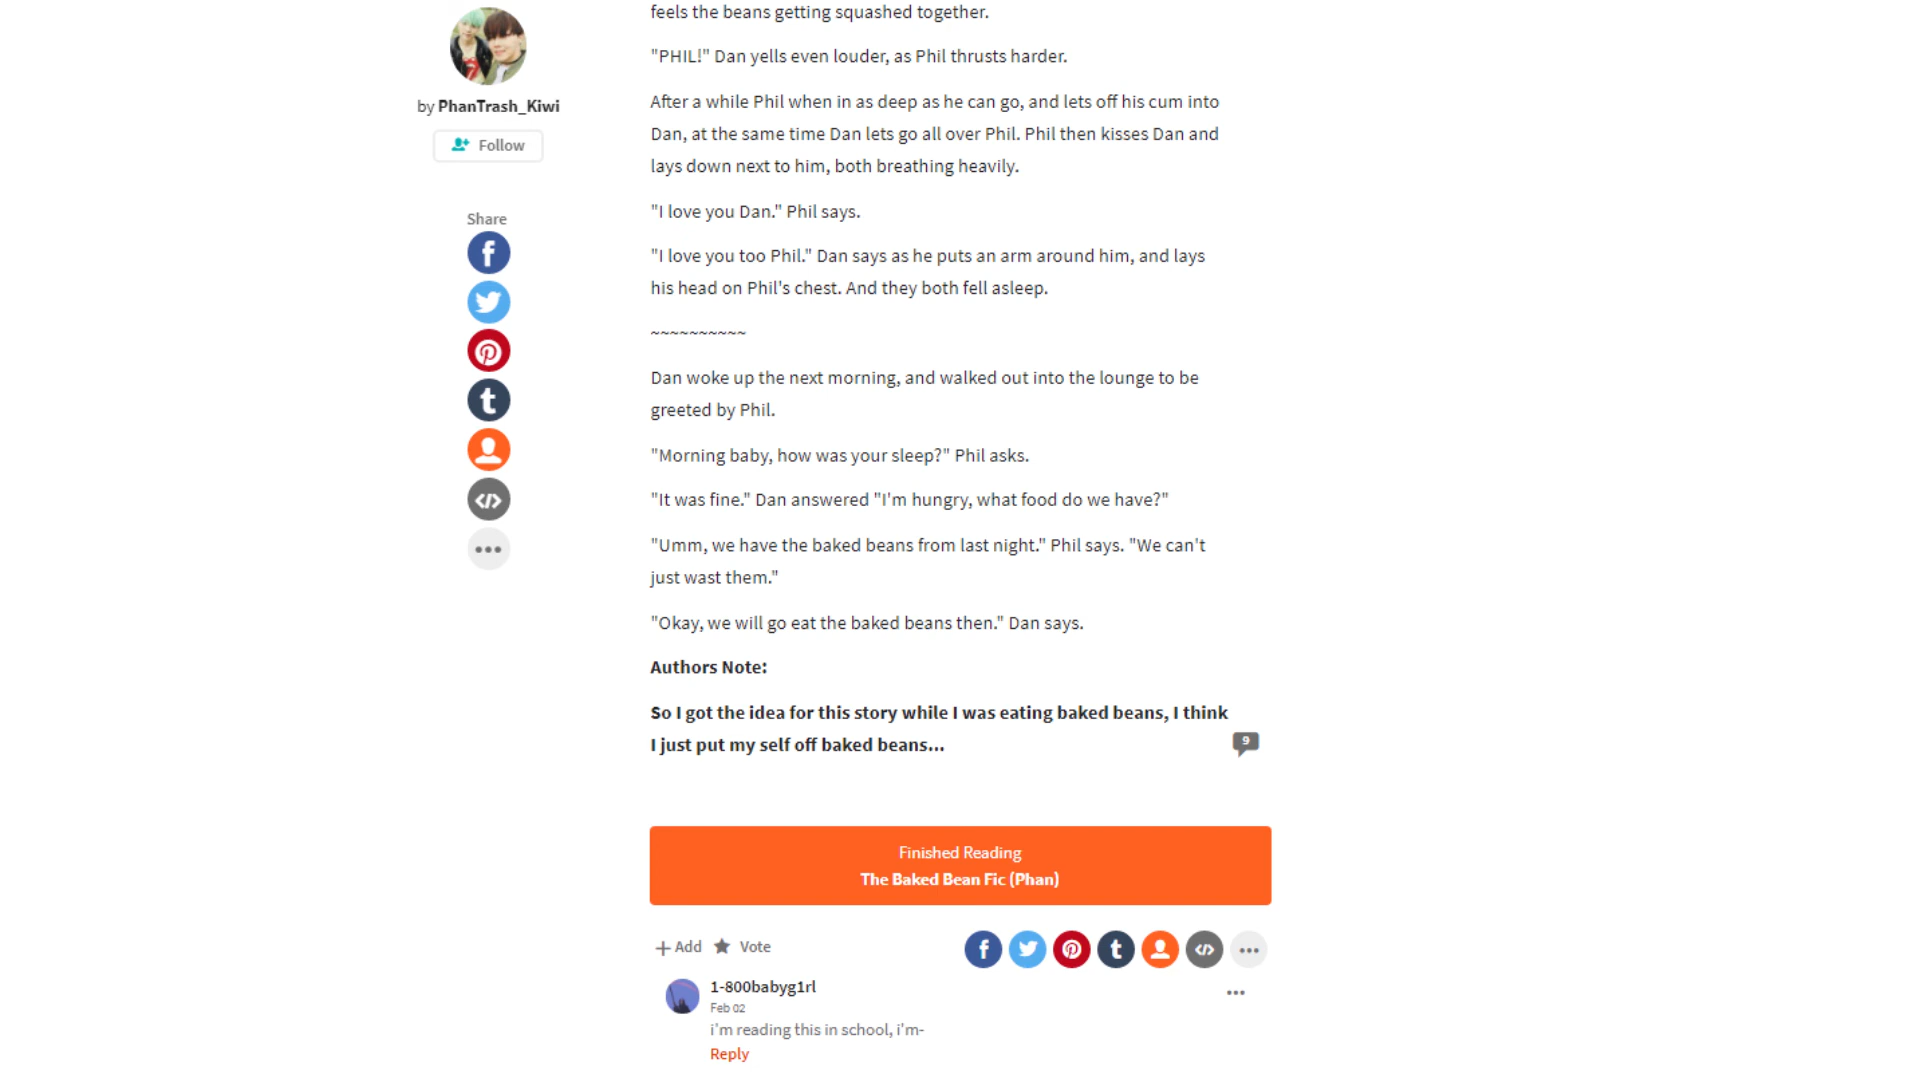 feels the beans getting squashed together.
"PHIL!" Dan yells even louder, as Phil thrusts harder.
by PhanTrash_Kiwi
Follow
After a while Phil when in as deep as he can go, and lets off his cum into
Dan, at the same time Dan lets go all over Phil. Phil then kisses Dan and
lays down next to him, both breathing heavily.
Share
"I love you Dan." Phil says.
"I love you too Phil." Dan says as he puts an arm around him, and lays
his head on Phil's chest. And they both fell asleep.
~~~~~~~~~~
Dan woke up the next morning, and walked out into the lounge to be
greeted by Phil.
"Morning baby, how was your sleep?" Phil asks.
"It was fine." Dan answered "I'm hungry, what food do we have?"
"Umm, we have the baked beans from last night." Phil says. "We can't
just wast them."
"Okay, we will go eat the baked beans then." Dan says.
Authors Note:
So I got the idea for this story while I was eating baked beans, I think
I just put my self off baked beans...
9
Finished Reading
The Baked Bean Fic (Phan)
+ Add ★ Vote
1-800babyg1rl
Feb 02
i'm reading this in school, i'm-
Reply